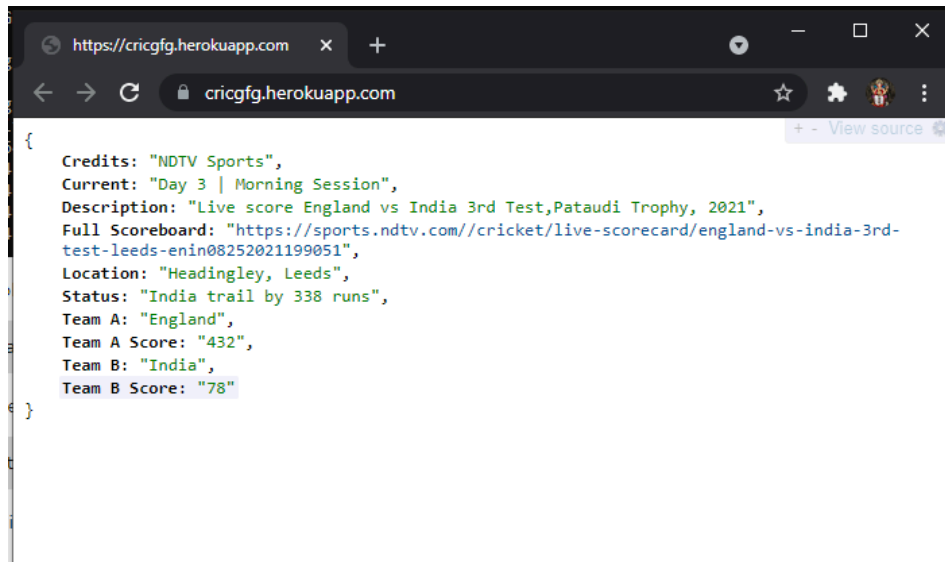 https://cricgfg.herokuapp.com
cricgfg.herokuapp.com
+ - View source
{
Credits: "NDTV Sports",
Current: "Day 3 | Morning Session",
Description: "Live score England vs India 3rd Test,Pataudi Trophy, 2021",
Full Scoreboard: "https://sports.ndtv.com//cricket/live-scorecard/england-vs-india-3rd-
test-leeds-enin08252021199051",
Location: "Headingley, Leeds",
Status: "India trail by 338 runs",
Team A: "England",
Team A Score: "432",
Team B: "India",
Team B Score: "78"
}